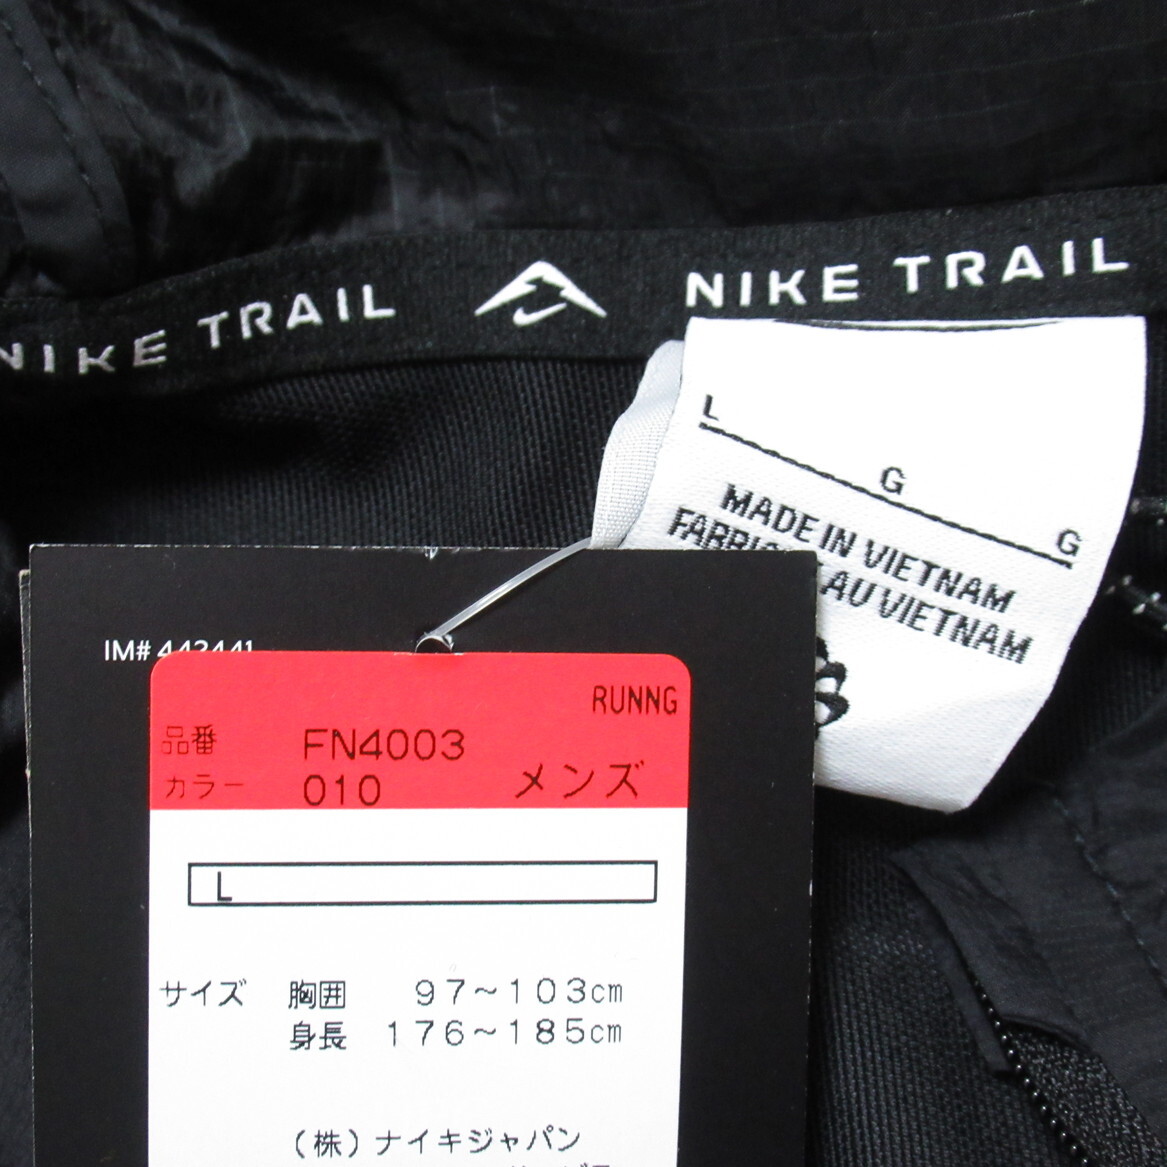 NIKE TRAIL
NIKE TRAIL
L
G
G
MADE IN VIETNAM
AU VIETNAM
IM# 442441
RUNNG
品番 FN4003
カラー 010 メンズ
L
サイズ 胸囲 97~103cm
身長 176~185cm
(株)ナイキジャパン